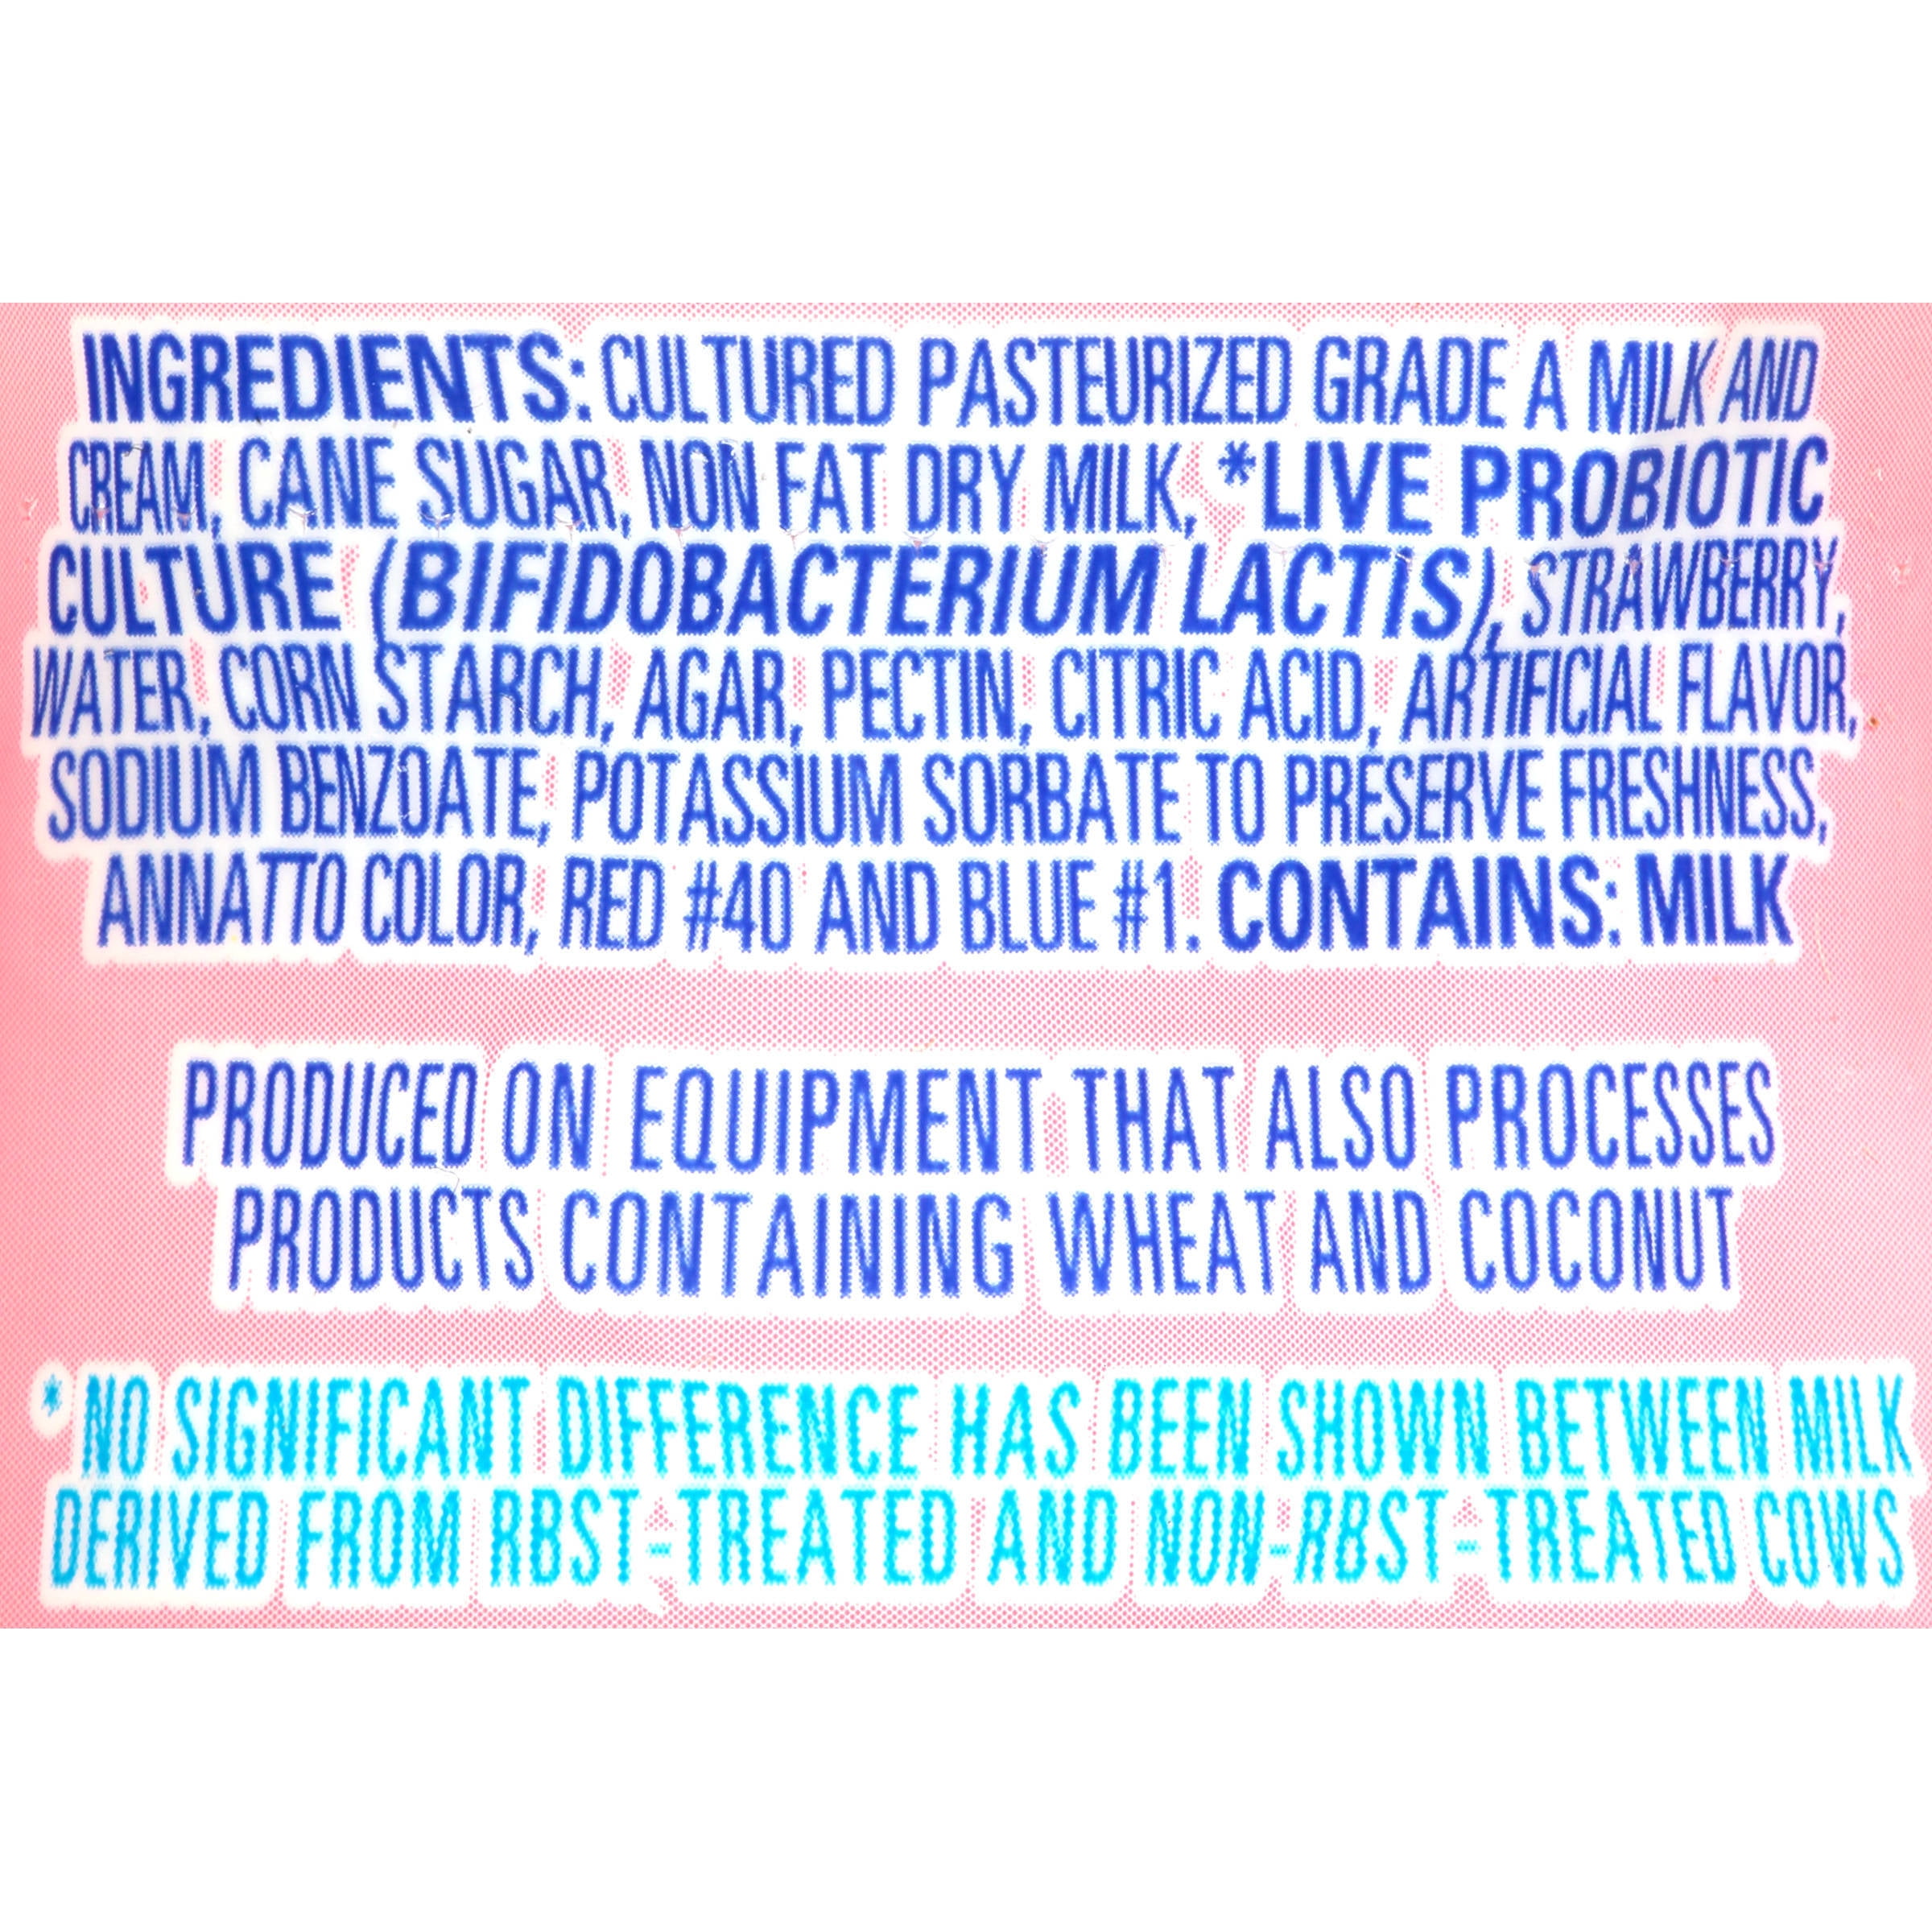 INGREDIENTS: CULTURED PASTEURIZED GRADE A MILK AND
CREAM, CANE SUGAR, NON FAT DRY MILK, *LIVE PROBIOTIC
CULTURE (BIFIDOBACTERIUM LACTIS), STRAWBERRY,
WATER, CORN STARCH, AGAR, PECTIN, CITRIC ACID, ARTIFICIAL FLAVOR,
SODIUM BENZOATE, POTASSIUM SORBATE TO PRESERVE FRESHNESS,
ANNATTO COLOR, RED #40 AND BLUE #1. CONTAINS: MILK
PRODUCED ON EQUIPMENT THAT ALSO PROCESSES
PRODUCTS CONTAINING WHEAT AND COCONUT
* NO SIGNIFICANT DIFFERENCE HAS BEEN SHOWN BETWEEN MILK
DERIVED FROM RBST-TREATED AND NON-RBST-TREATED COWS